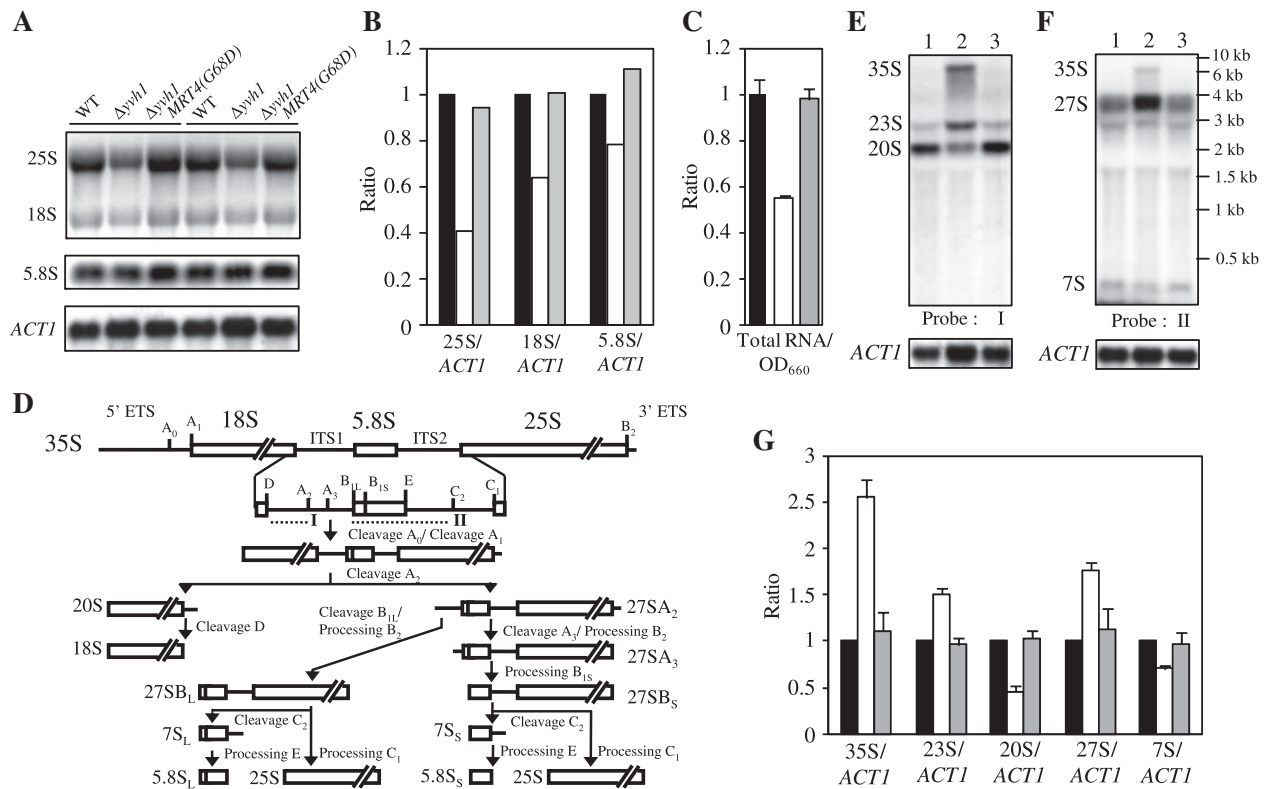 A
WT
Δyvh1
Δyvh1
MRT4(G68D)
WT
Δyvh1
Δyvh1
MRT4(G68D)
25S
18S
5.8S
ACT1
B
1.2
1
0.8
0.6
0.4
0.2
0
Ratio
25S/ 18S/ 5.8S/
ACT1 ACT1 ACT1
C
1.2
1
0.8
0.6
0.4
0.2
0
Ratio
Total RNA/
OD660
E
1 2 3
35S
23S
20S
Probe : I
ACT1
F
1 2 3
35S
27S
7S
10 kb
6 kb
4 kb
3 kb
2 kb
1.5 kb
1 kb
0.5 kb
Probe : II
ACT1
D
5' ETS A0 A1 18S ITS1 5.8S ITS2 25S B2 3' ETS
35S
D A2 A3 B1L B1S E C2 C1
I II
Cleavage A0/ Cleavage A1
Cleavage A2
20S
Cleavage D
18S
Cleavage B1L/
Processing B2
27SA2
Cleavage A3/ Processing B2
27SA3
Processing B1S
27SBL
27SBS
Cleavage C2
Cleavage C2
7SL
7SS
Processing E
Processing C1
Processing E
Processing C1
5.8SL
25S
5.8SS
25S
G
3
2.5
2
1.5
1
0.5
0
Ratio
35S/ 23S/ 20S/ 27S/ 7S/
ACT1 ACT1 ACT1 ACT1 ACT1